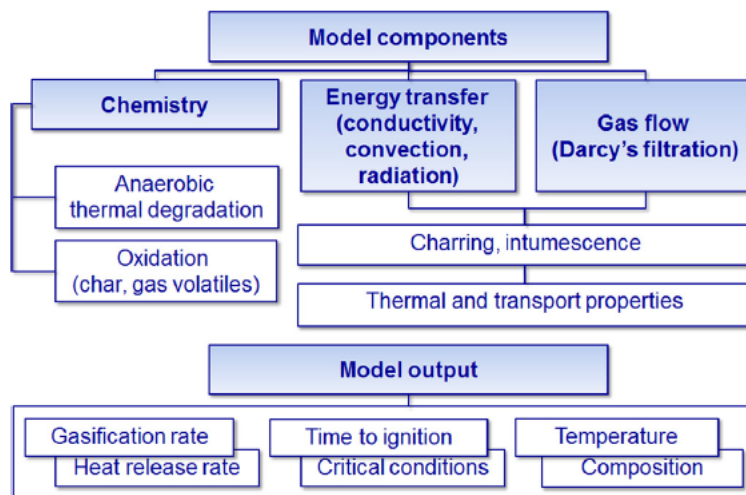 Model components
Chemistry
Energy transfer
(conductivity,
convection,
radiation)
Gas flow
(Darcy's filtration)
Anaerobic
thermal degradation
Oxidation
(char, gas volatiles)
Charring, intumescence
Thermal and transport properties
Model output
Gasification rate
Heat release rate
Time to ignition
Critical conditions
Temperature
Composition